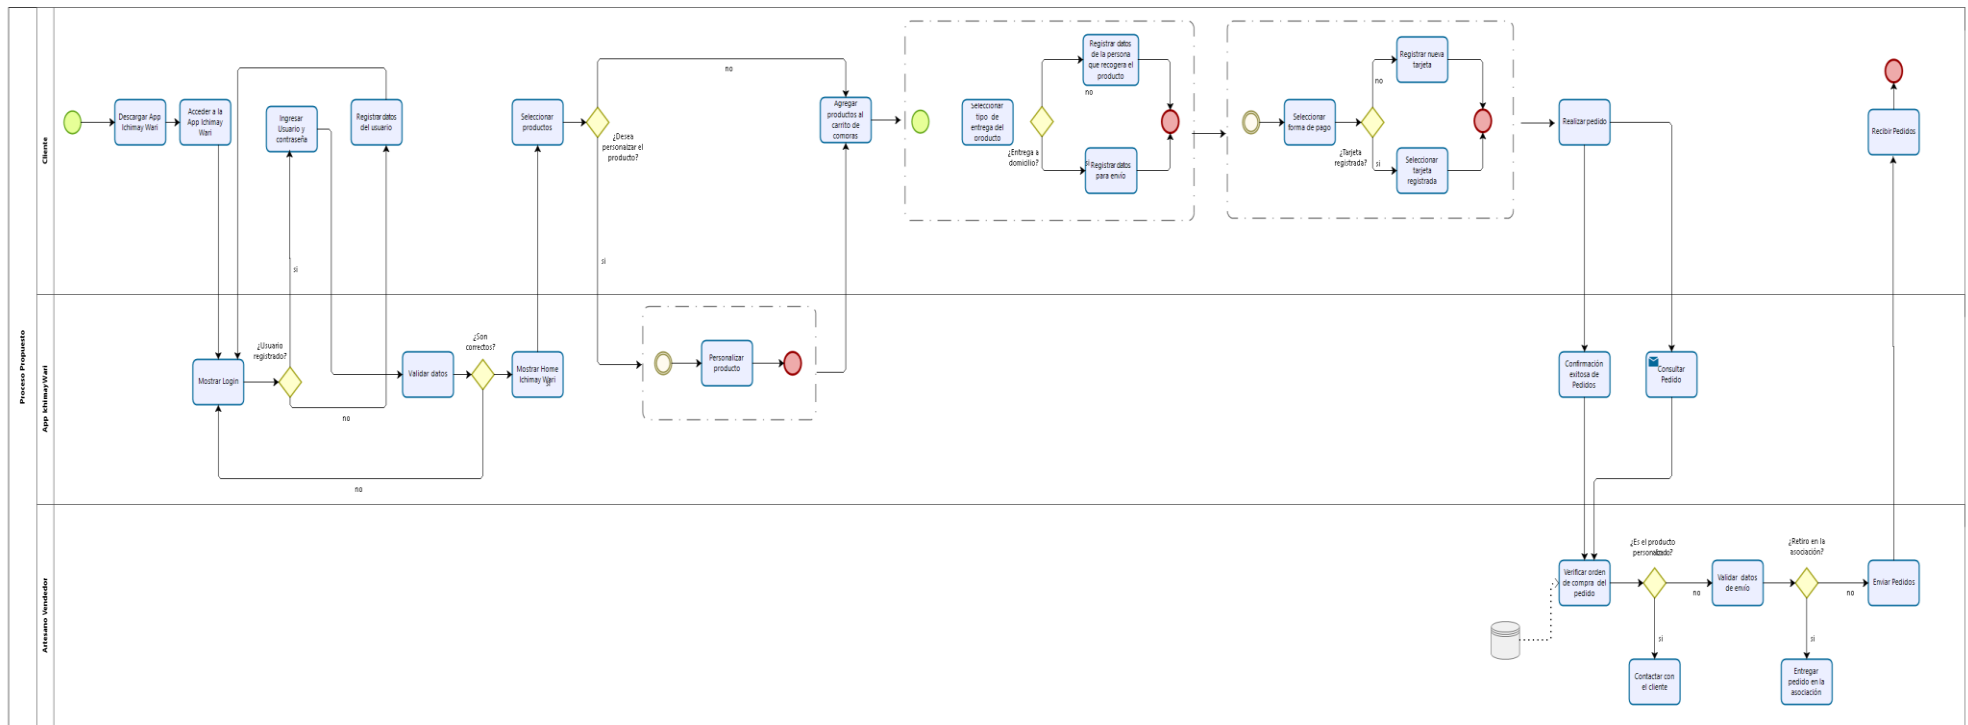 Proceso Propuesto
Cliente
Descargar App
Ichimay Wari
Acceder a la
App Ichimay
Wari
Ingresar
Usuario y
contraseña
Registrar datos
del usuario
si
Seleccionar
productos
¿Desea
personalzar el
producto?
no
si
Agregar
productos al
carrito de
compras
Seleccionar
tipo de
entrega del
producto
¿Entrega a
domicilio?
Registrar datos
de la persona
que recogera el
producto
no
si
Registrar datos
para envío
Seleccionar
forma de pago
¿Tarjeta
registrada?
no
Registrar nueva
tarjeta
si
Seleccionar
tarjeta
registrada
Realizar pedido
Recibir Pedidos
App IchimayWari
Mostrar Login
¿Usuario
registrado?
no
Validar datos
¿Son
correctos?
no
Mostrar Home
Ichimay Wari
Personalizar
producto
Confirmación
exitosa de
Pedidos
Consultar
Pedido
Artesano Vendedor
Verificar orden
de compra del
pedido
¿Es el producto
personalizado?
no
si
Contactar con
el cliente
Validar datos
de envío
¿Retiro en la
asociación?
no
si
Entregar
pedido en la
asociación
Enviar Pedidos